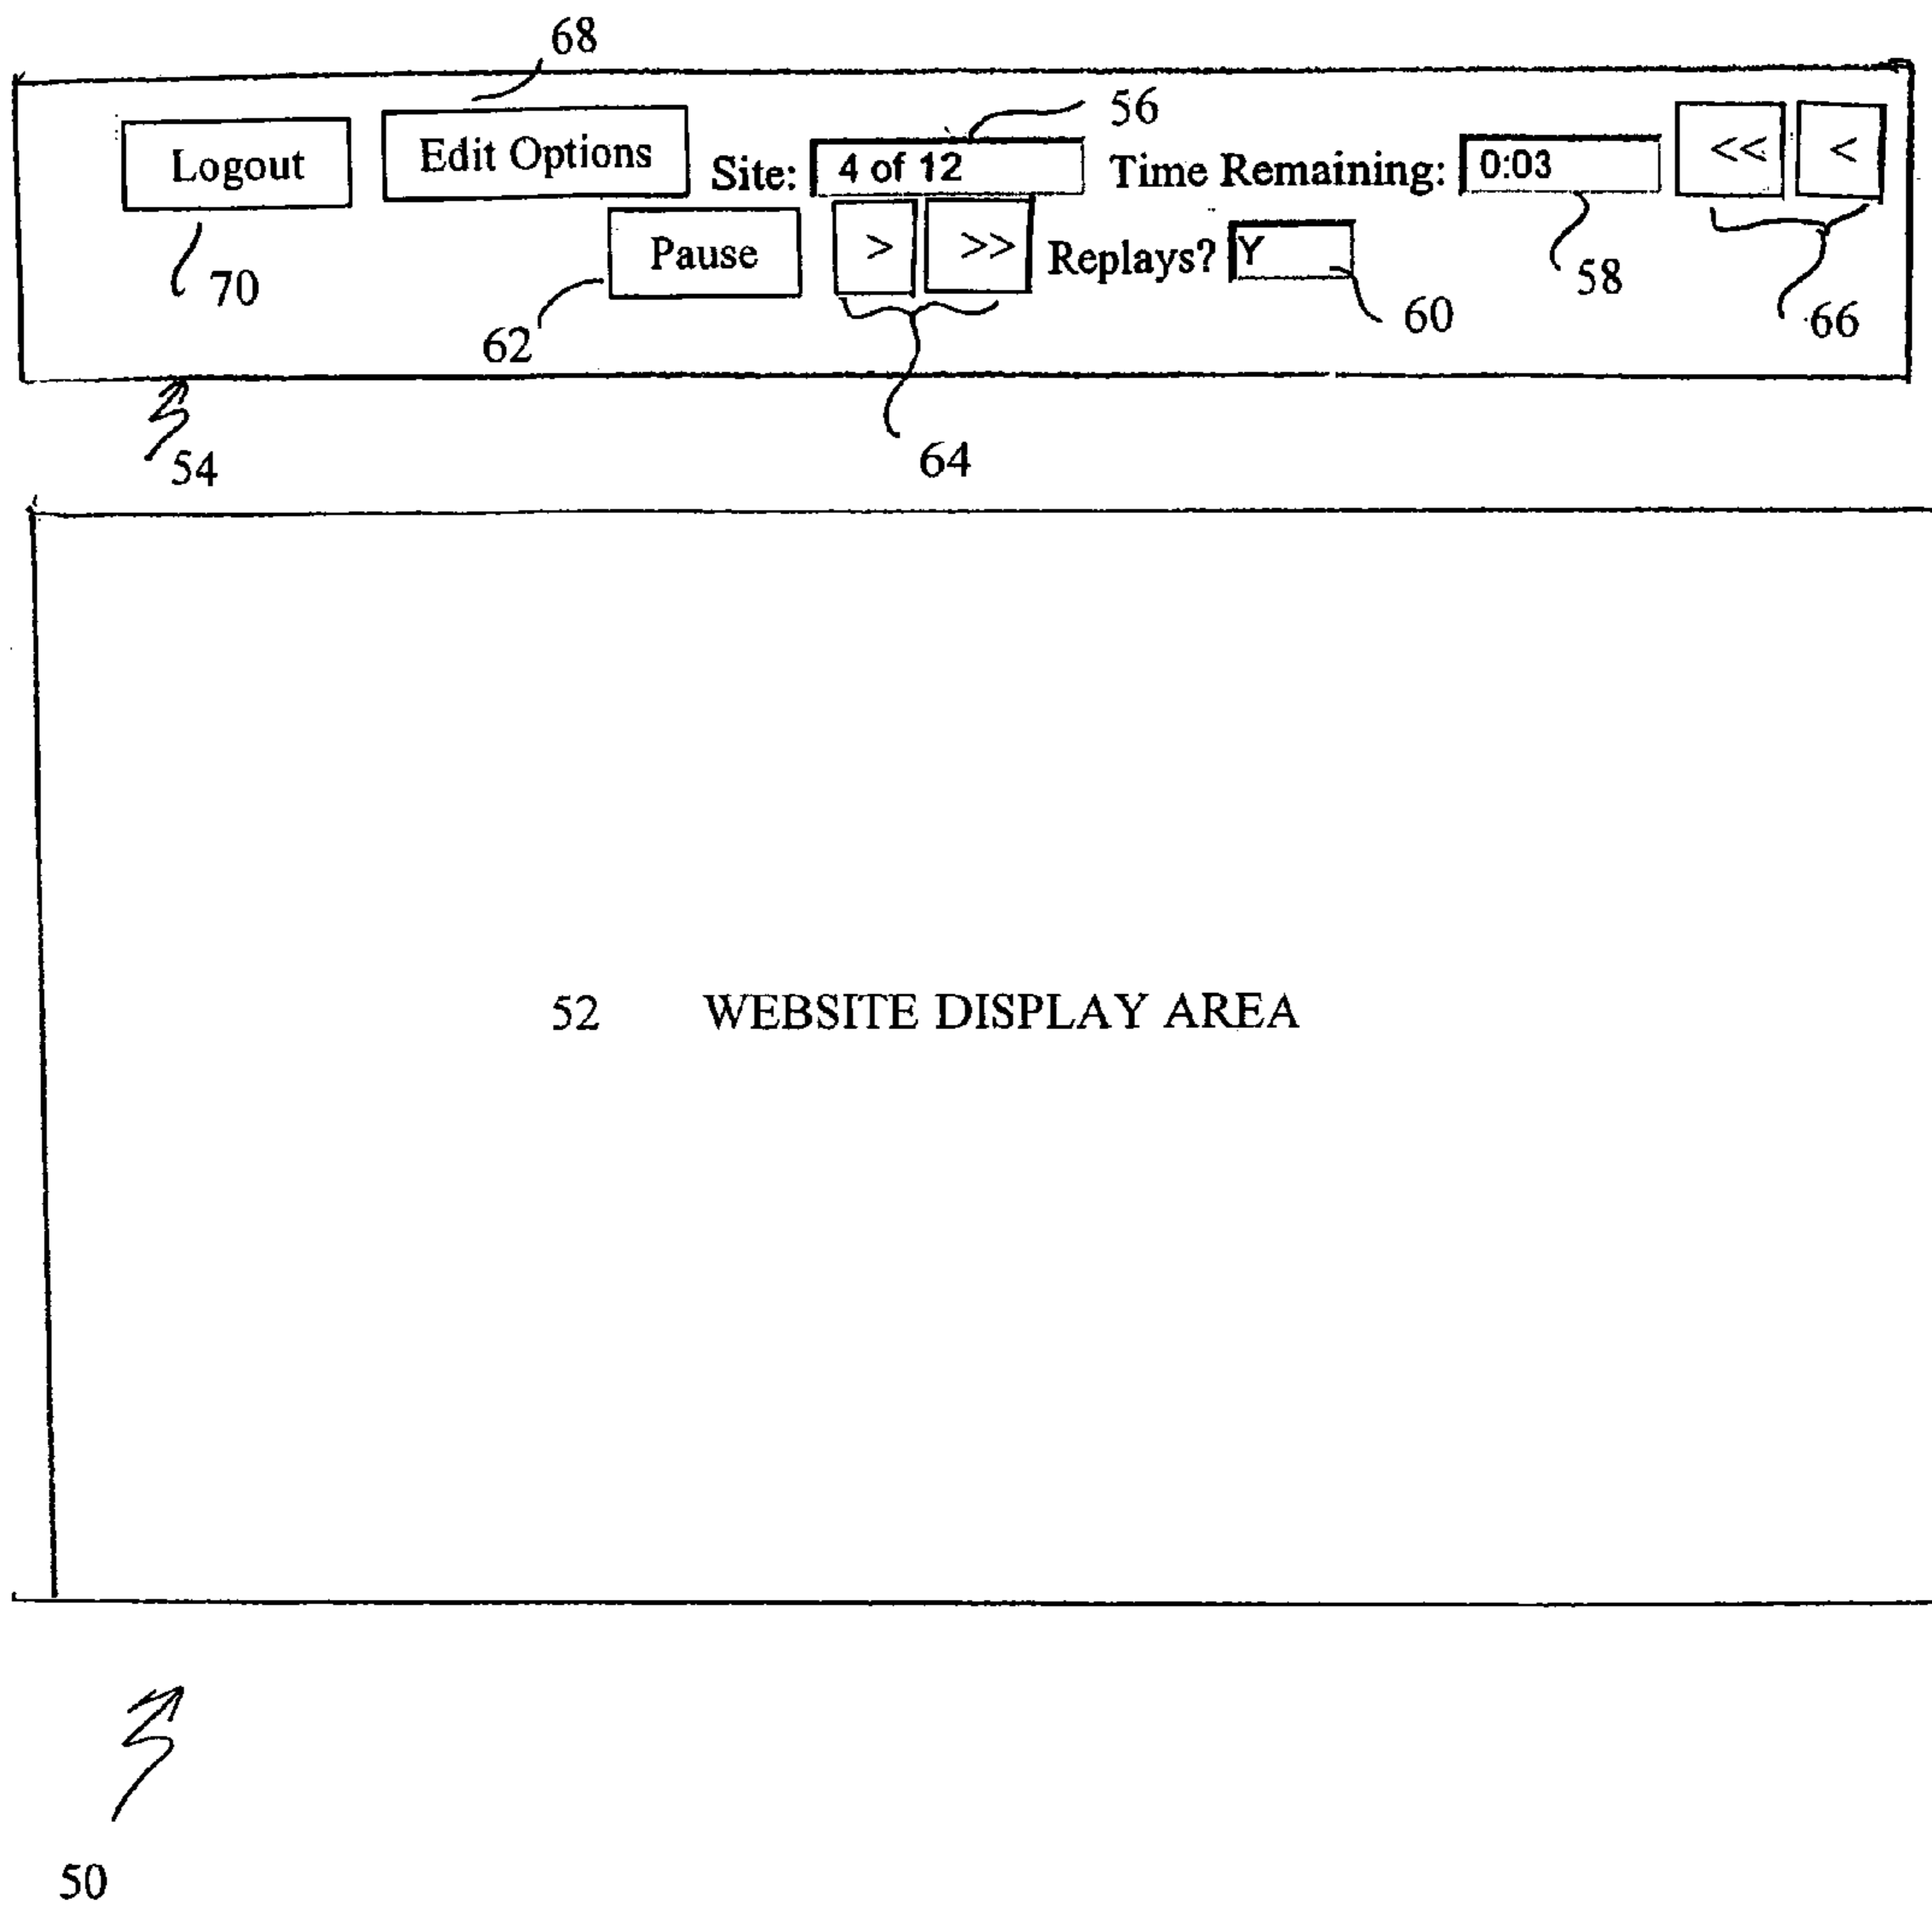 68
56
Logout Edit Options Site: 4 of 12 Time Remaining: 0:03 << <
Pause > >> Replays? Y
70 62 60 58 66
54 64
52 WEBSITE DISPLAY AREA
50